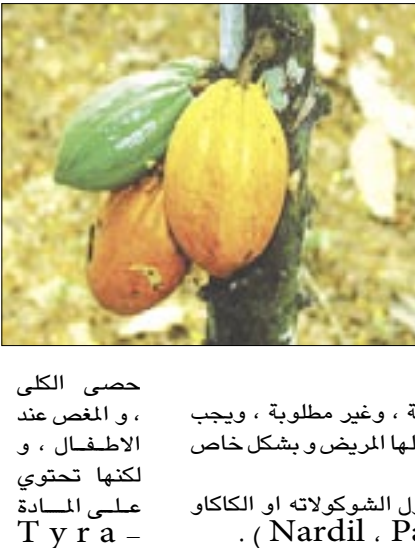 ة ، وغير مطلوبة ، ويجب
لها المريض و بشكل خاص
ول الشوكولاته او الكاكاو
. ( Nardil ، Pa
حصى الكلى
، و المغص عند
الاطفال ، و
لكنها تحتوي
على المادة
Tyra –